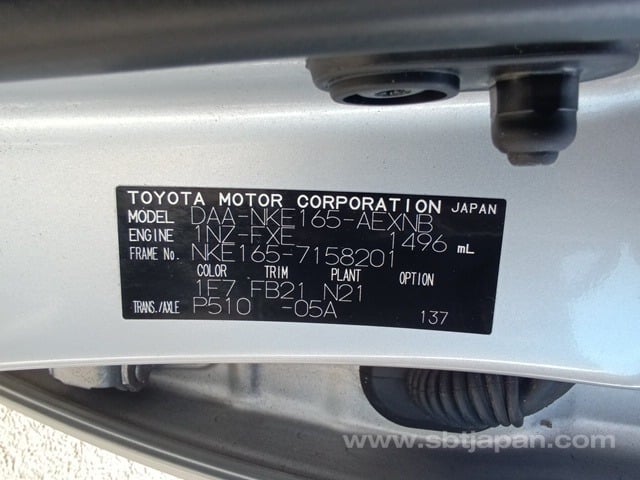 TOYOTA MOTOR CORPORATION JAPAN
MODEL DAA-NKE165-AEXNB
ENGINE 1NZ-FXE 1496 mL
FRAME No. NKE165-7158201
COLOR TRIM PLANT OPTION
1F7 FB21 N21
TRANS./AXLE P510 -05A 137
www.sbtjapan.com